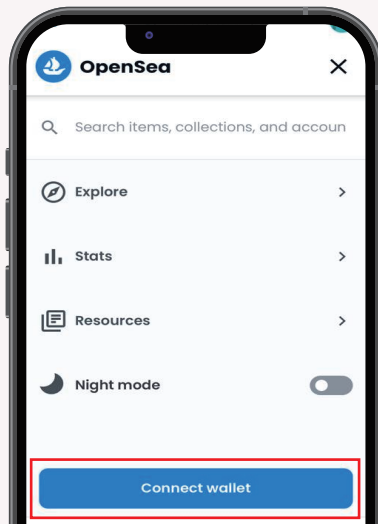 OpenSea
Search items, collections, and accoun
Explore
Stats
Resources
Night mode
Connect wallet